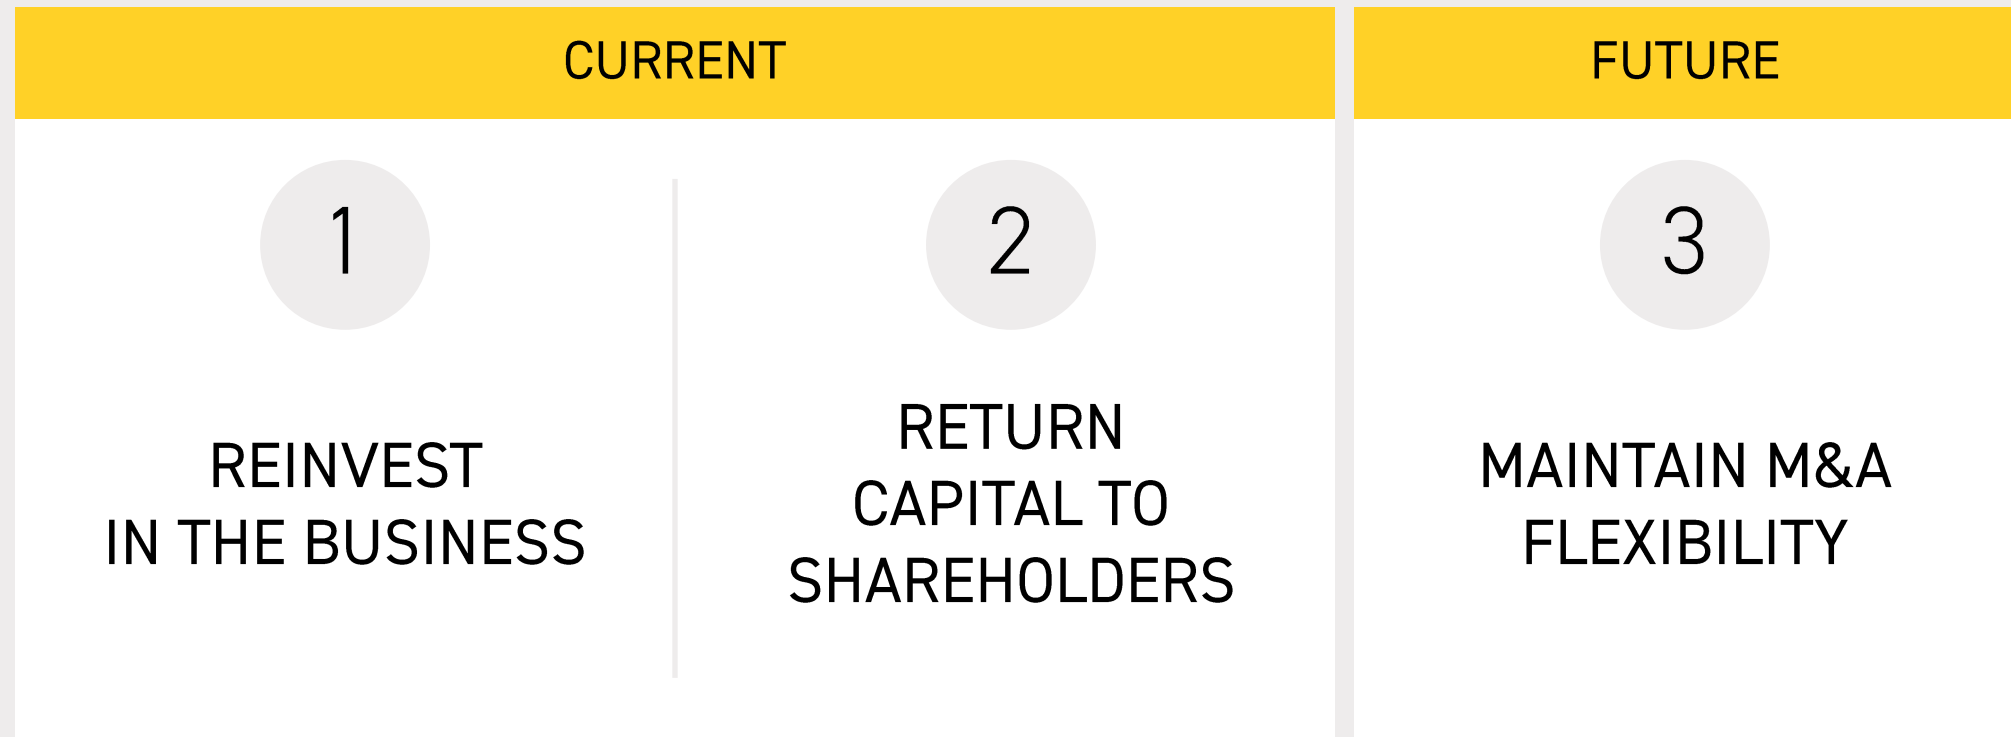 CURRENT
FUTURE
1
REINVEST
IN THE BUSINESS
2
RETURN
CAPITAL TO
SHAREHOLDERS
3
MAINTAIN M&A
FLEXIBILITY